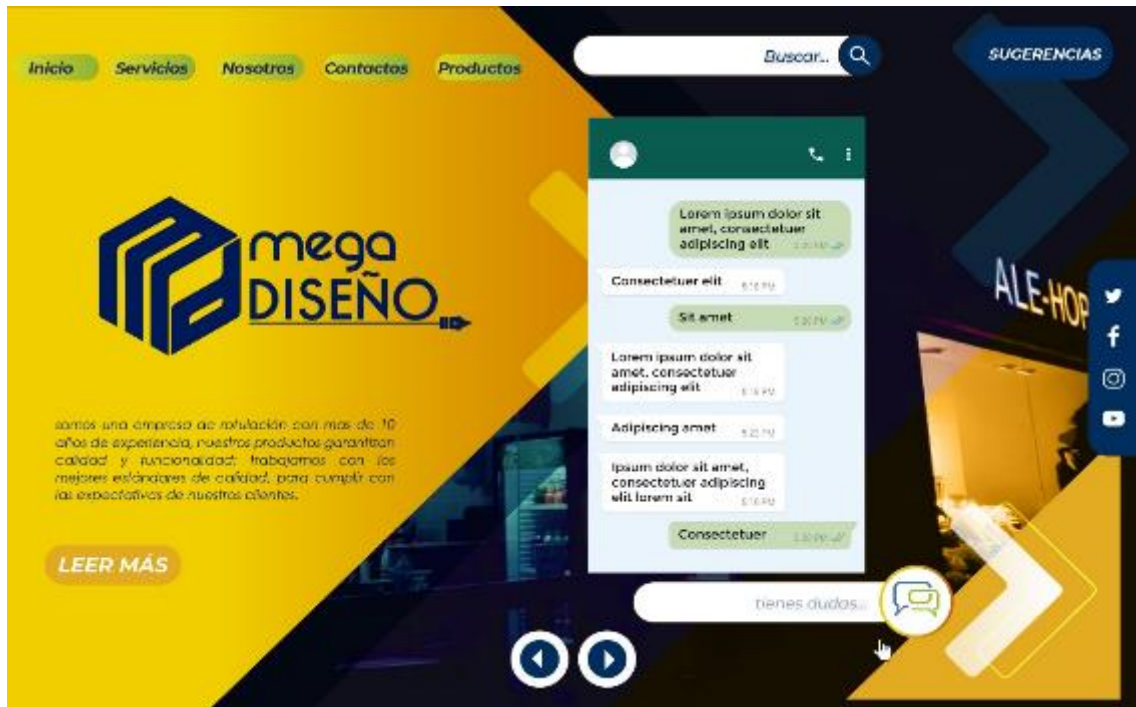 Inicio
Servicios
Nosotros
Contactos
Productos
Buscar...
SUGERENCIAS
mega
DISEÑO
somos una empresa de rotulación con mas de 10
años de experiencia, nuestros productos garantizan
calidad y funcionalidad; trabajamos con los
mejores estándares de calidad, para cumplir con
las expectativas de nuestros clientes.
LEER MÁS
Lorem ipsum dolor sit
amet, consectetuer
adipiscing elit
Consectetuer elit
Sit amet
Lorem ipsum dolor sit
amet, consectetuer
adipiscing elit
Adipiscing amet
Ipsum dolor sit amet,
consectetuer adipiscing
elit lorem sit
Consectetuer
tienes dudas...
ALE-HOP